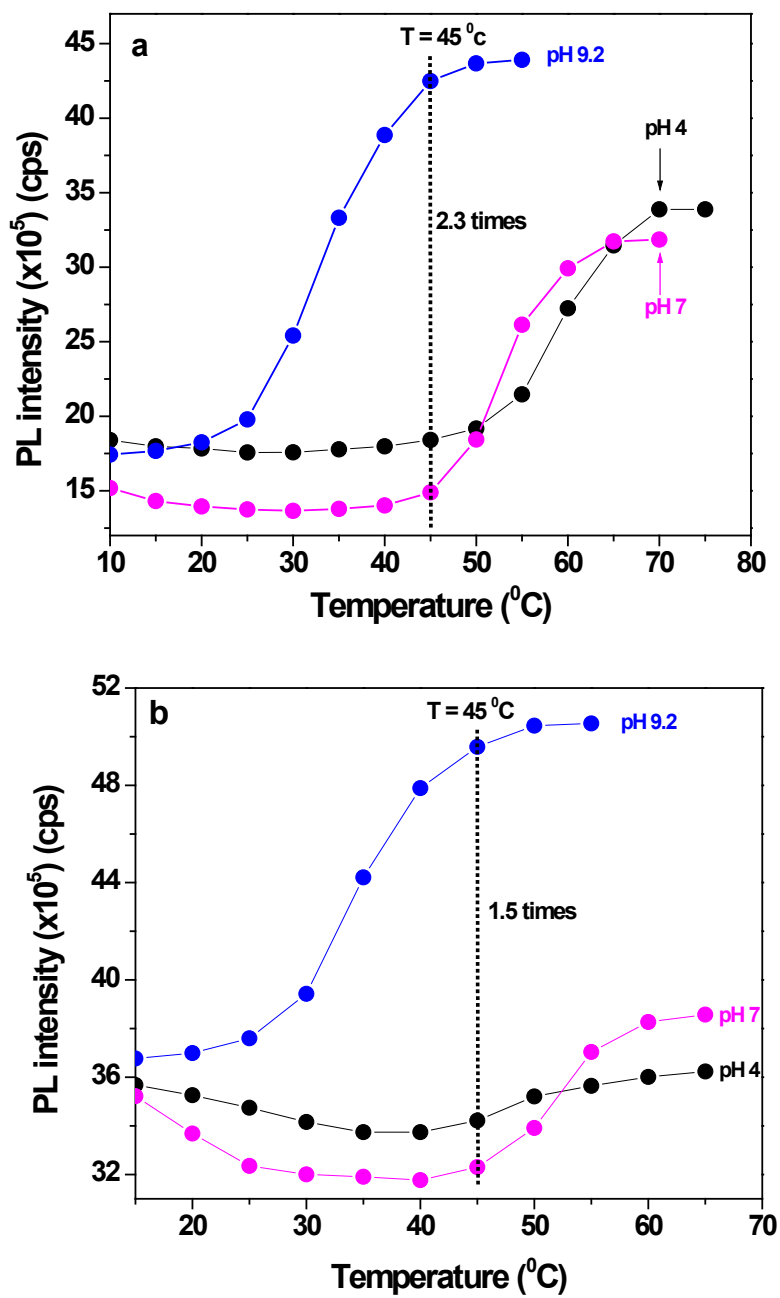 a
T = 45 ⁰c
pH 9.2
pH 4
2.3 times
pH 7
PL intensity (x10⁵) (cps)
45
40
35
30
25
20
15
10 20 30 40 50 60 70 80
Temperature (⁰C)
b
T = 45 ⁰C
pH 9.2
1.5 times
pH 7
pH 4
PL intensity (x10⁵) (cps)
52
48
44
40
36
32
20 30 40 50 60 70
Temperature (⁰C)